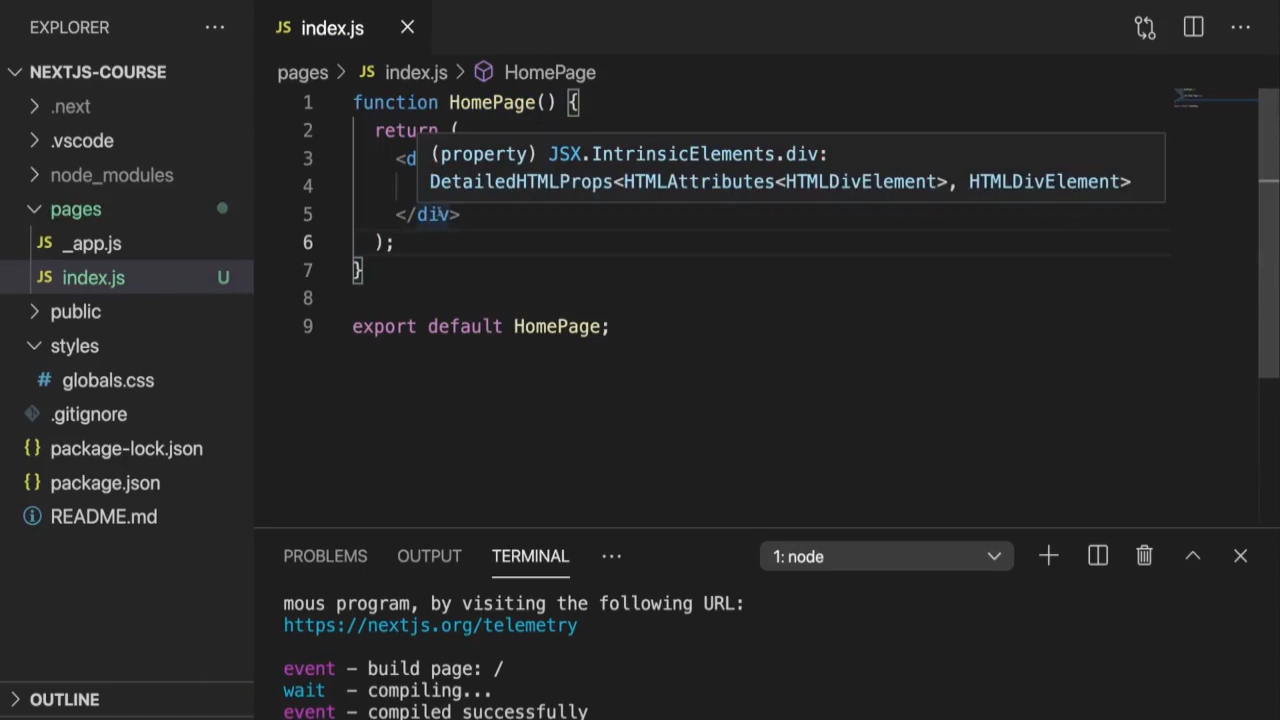 EXPLORER
JS index.js
NEXTJS-COURSE
pages > JS index.js > HomePage
.next
.vscode
node_modules
pages
JS _app.js
JS index.js U
public
styles
# globals.css
.gitignore
{} package-lock.json
{} package.json
README.md
OUTLINE
1 function HomePage() {
2 return (
3 <d
(property) JSX.IntrinsicElements.div:
4
DetailedHTMLProps<HTMLAttributes<HTMLDivElement>, HTMLDivElement>
5 </div>
6 );
7 }
8
9 export default HomePage;
PROBLEMS OUTPUT TERMINAL ... 1: node
mous program, by visiting the following URL:
https://nextjs.org/telemetry
event - build page: /
wait - compiling...
event - compiled successfully